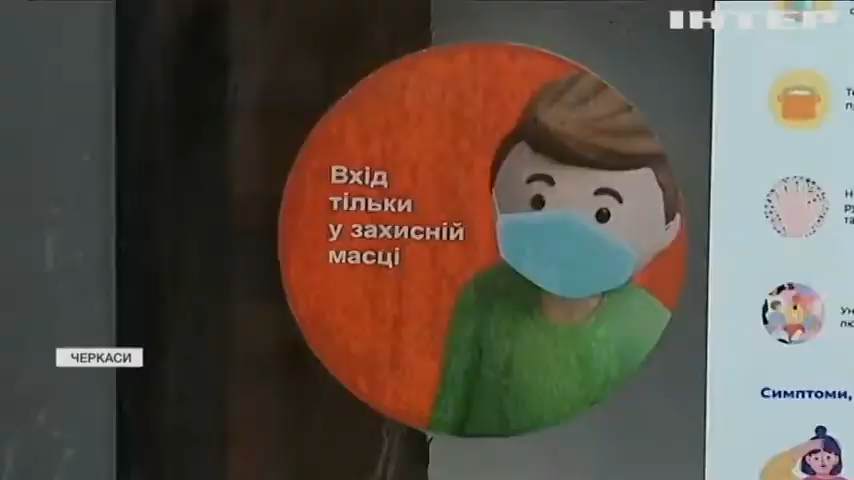 ІНТЕР
Вхід
тільки
у захисній
масці
ЧЕРКАСИ
Симптоми,